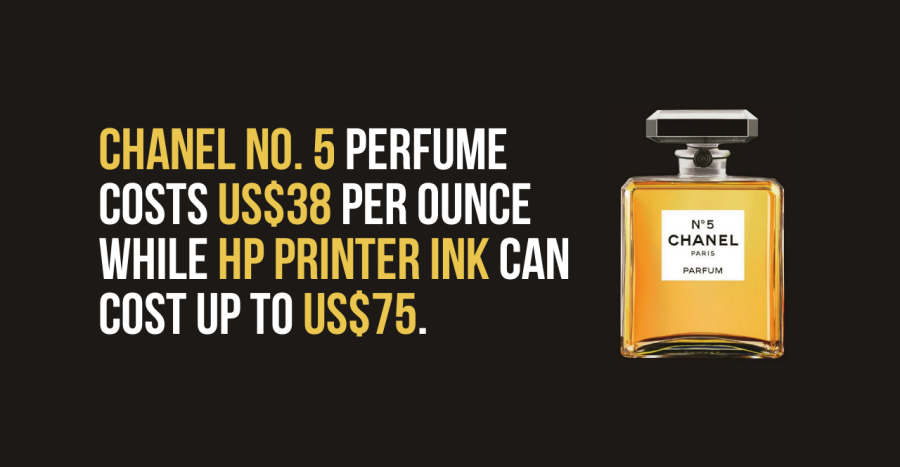 CHANEL NO. 5 PERFUME
COSTS US$38 PER OUNCE
WHILE HP PRINTER INK CAN
COST UP TO US$75.
N°5
CHANEL
PARIS
PARFUM